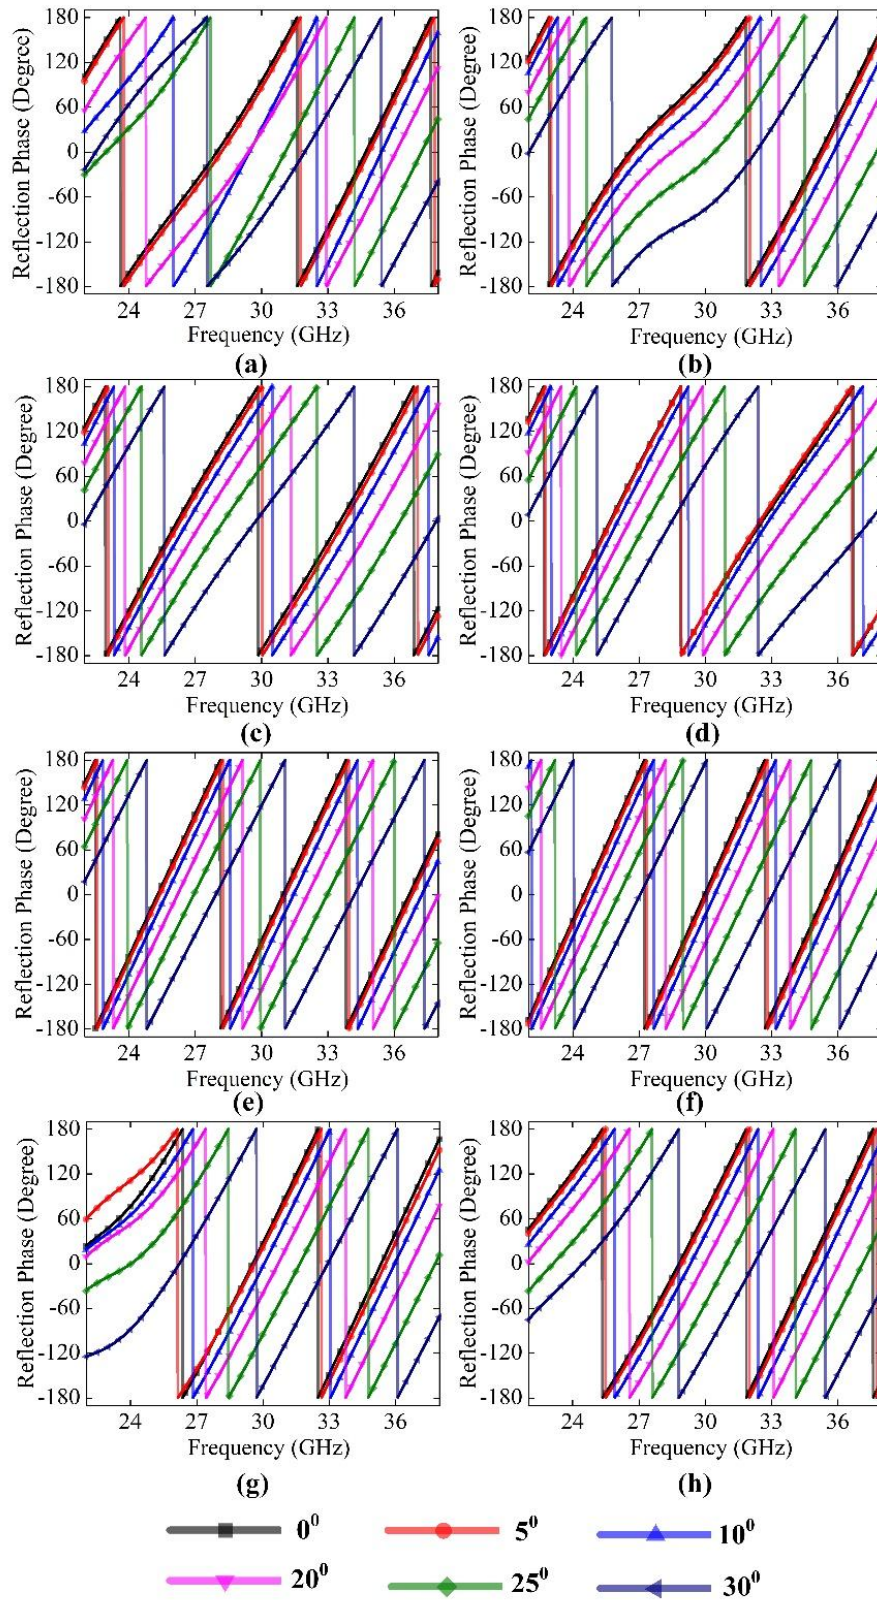 180
120
60
0
-60
-120
-180
Reflection Phase (Degree)
24 27 30 33 36
Frequency (GHz)
(a)
180
120
60
0
-60
-120
-180
Reflection Phase (Degree)
24 27 30 33 36
Frequency (GHz)
(b)
180
120
60
0
-60
-120
-180
Reflection Phase (Degree)
24 27 30 33 36
Frequency (GHz)
(c)
180
120
60
0
-60
-120
-180
Reflection Phase (Degree)
24 27 30 33 36
Frequency (GHz)
(d)
180
120
60
0
-60
-120
-180
Reflection Phase (Degree)
24 27 30 33 36
Frequency (GHz)
(e)
180
120
60
0
-60
-120
-180
Reflection Phase (Degree)
24 27 30 33 36
Frequency (GHz)
(f)
180
120
60
0
-60
-120
-180
Reflection Phase (Degree)
24 27 30 33 36
Frequency (GHz)
(g)
180
120
60
0
-60
-120
-180
Reflection Phase (Degree)
24 27 30 33 36
Frequency (GHz)
(h)
0⁰ 5⁰ 10⁰
20⁰ 25⁰ 30⁰